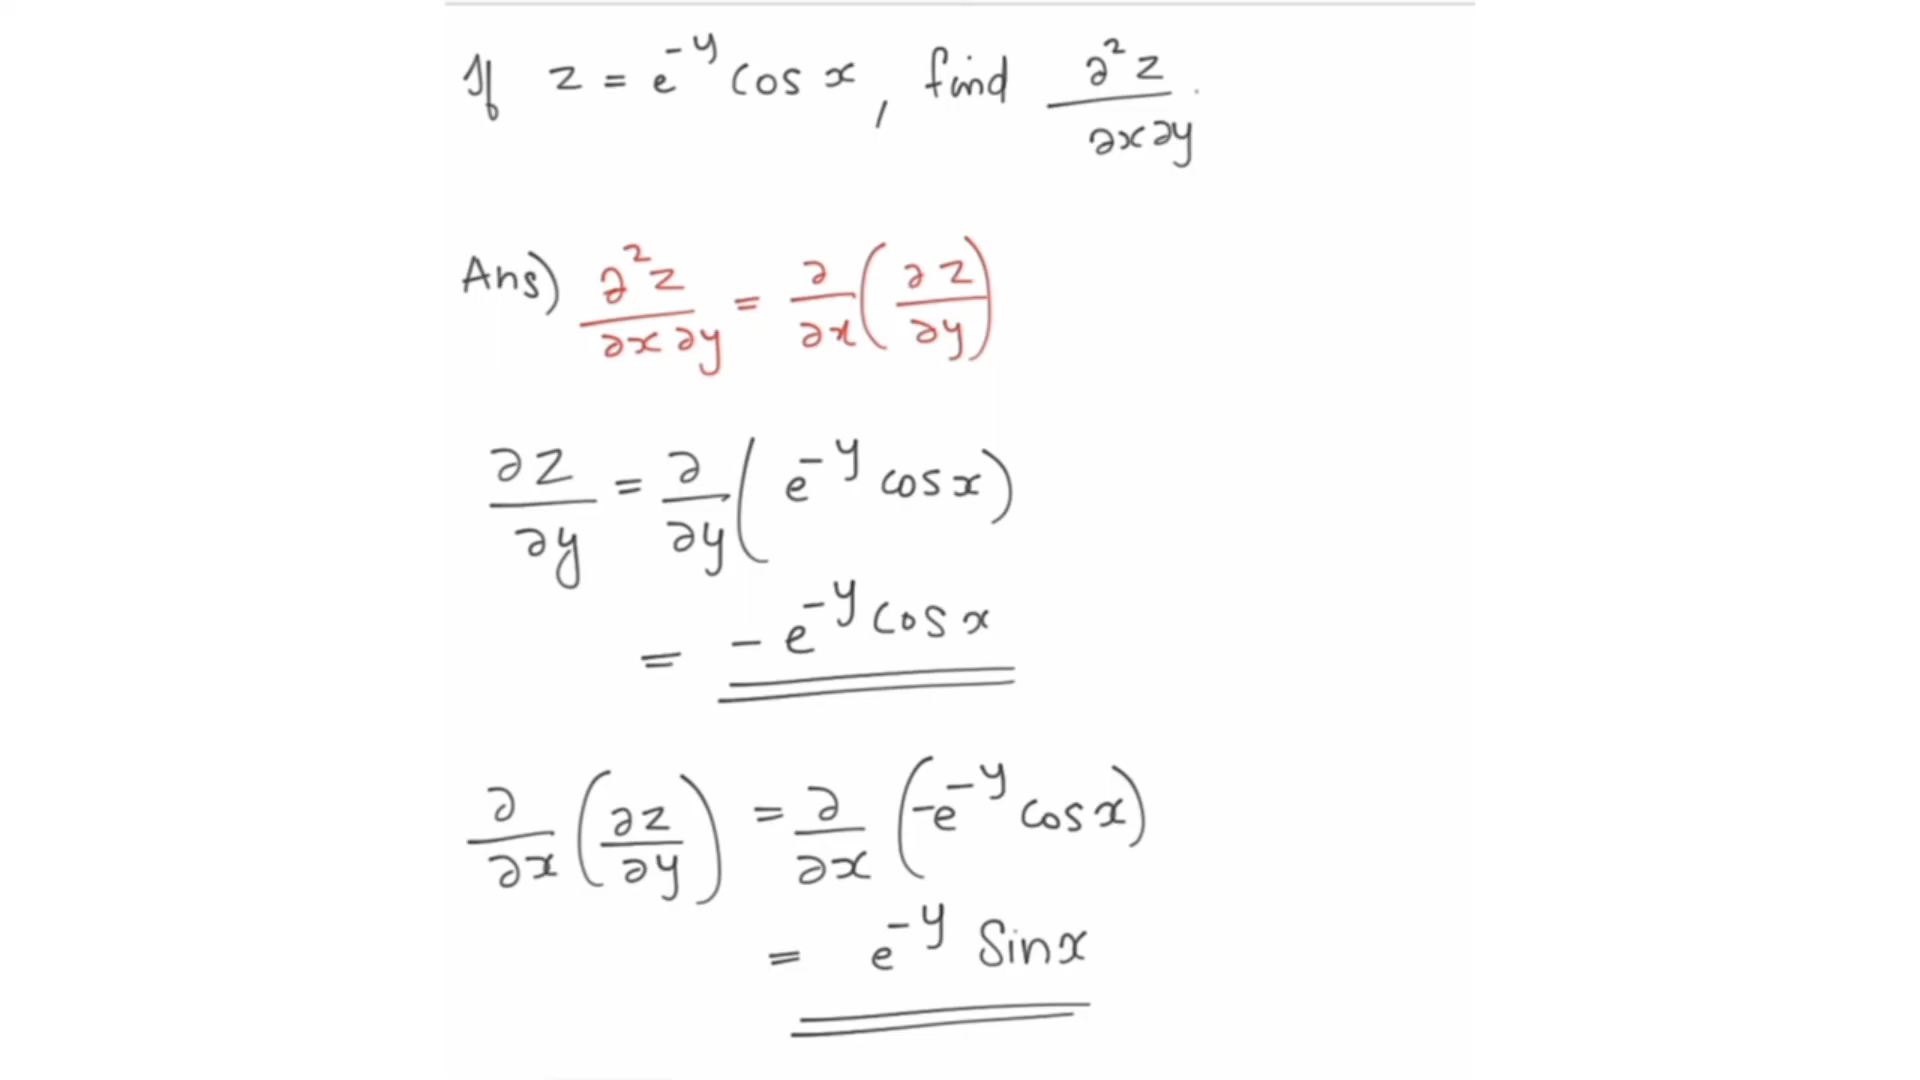 If z = e^{-y} cos x, find ∂²z/∂x∂y.
Ans) ∂²z/∂x∂y = ∂/∂x (∂z/∂y)
∂z/∂y = ∂/∂y (e^{-y} cos x)
= -e^{-y} cos x
∂/∂x (∂z/∂y) = ∂/∂x (-e^{-y} cos x)
= e^{-y} Sin x